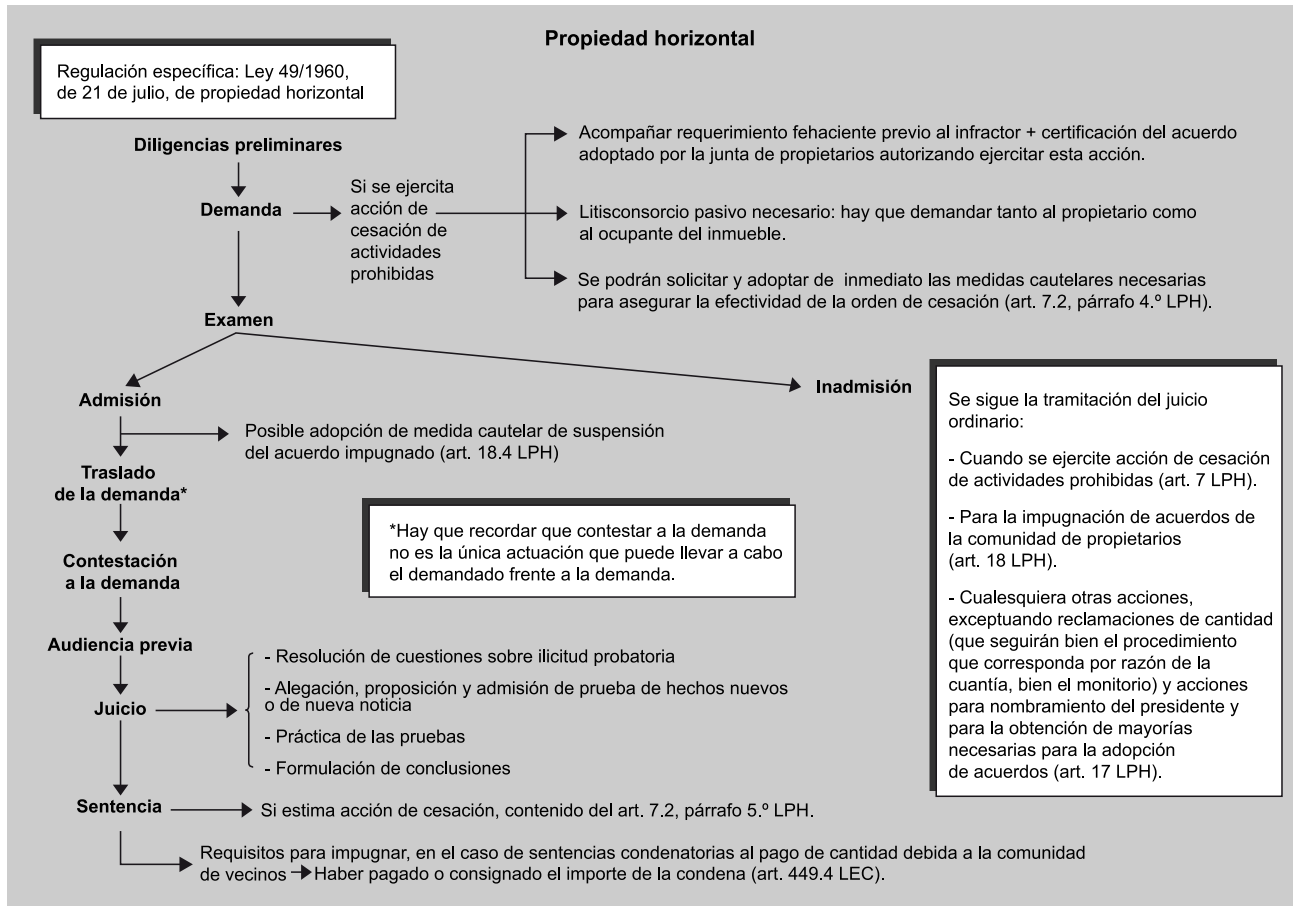 Propiedad horizontal
Regulación específica: Ley 49/1960,
de 21 de julio, de propiedad horizontal
Diligencias preliminares
Demanda
Si se ejercita
acción de
cesación de
actividades
prohibidas
Acompañar requerimiento fehaciente previo al infractor + certificación del acuerdo
adoptado por la junta de propietarios autorizando ejercitar esta acción.
Litisconsorcio pasivo necesario: hay que demandar tanto al propietario como
al ocupante del inmueble.
Se podrán solicitar y adoptar de inmediato las medidas cautelares necesarias
para asegurar la efectividad de la orden de cesación (art. 7.2, párrafo 4.º LPH).
Examen
Admisión
Inadmisión
Posible adopción de medida cautelar de suspensión
del acuerdo impugnado (art. 18.4 LPH)
Traslado
de la demanda*
*Hay que recordar que contestar a la demanda
no es la única actuación que puede llevar a cabo
el demandado frente a la demanda.
Contestación
a la demanda
Audiencia previa
Juicio
- Resolución de cuestiones sobre ilicitud probatoria
- Alegación, proposición y admisión de prueba de hechos nuevos
o de nueva noticia
- Práctica de las pruebas
- Formulación de conclusiones
Sentencia
Si estima acción de cesación, contenido del art. 7.2, párrafo 5.º LPH.
Requisitos para impugnar, en el caso de sentencias condenatorias al pago de cantidad debida a la comunidad
de vecinos Haber pagado o consignado el importe de la condena (art. 449.4 LEC).
Se sigue la tramitación del juicio
ordinario:
- Cuando se ejercite acción de cesación
de actividades prohibidas (art. 7 LPH).
- Para la impugnación de acuerdos de
la comunidad de propietarios
(art. 18 LPH).
- Cualesquiera otras acciones,
exceptuando reclamaciones de cantidad
(que seguirán bien el procedimiento
que corresponda por razón de la
cuantía, bien el monitorio) y acciones
para nombramiento del presidente y
para la obtención de mayorías
necesarias para la adopción
de acuerdos (art. 17 LPH).